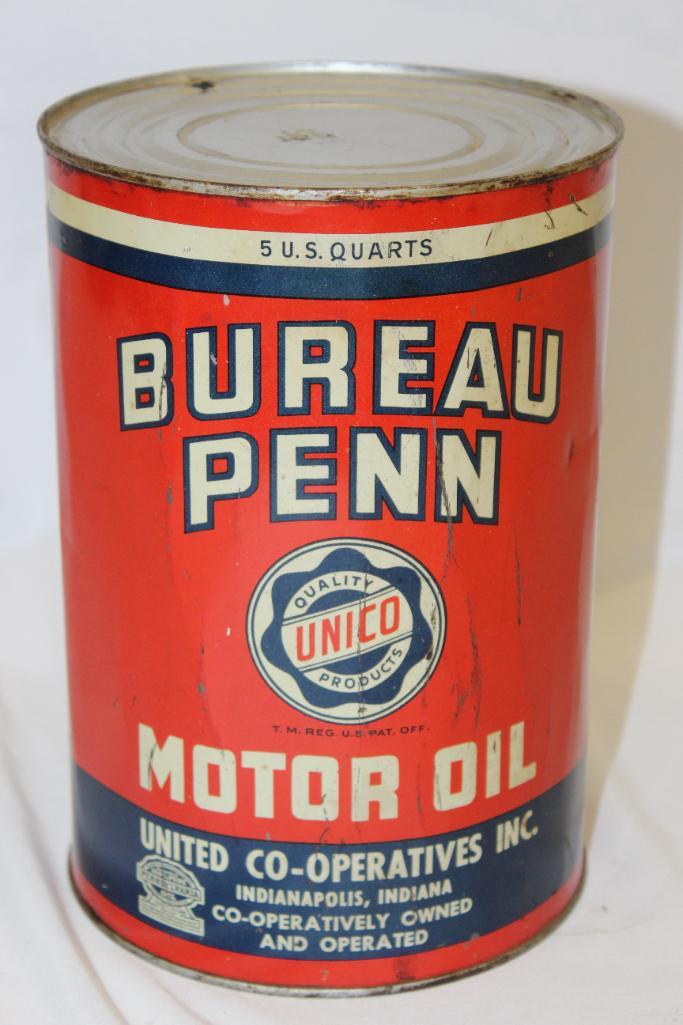 5 U.S. QUARTS
BUREAU
PENN
QUALITY
UNICO
PRODUCTS
T. M. REG. U.S. PAT. OFF.
MOTOR OIL
UNITED CO-OPERATIVES INC.
INDIANAPOLIS, INDIANA
CO-OPERATIVELY OWNED
AND OPERATED
PENNSYLVANIA